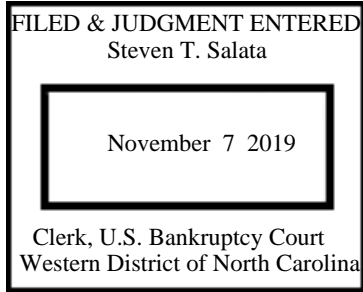 FILED & JUDGMENT ENTERED
Steven T. Salata
November 7 2019
Clerk, U.S. Bankruptcy Court
Western District of North Carolina